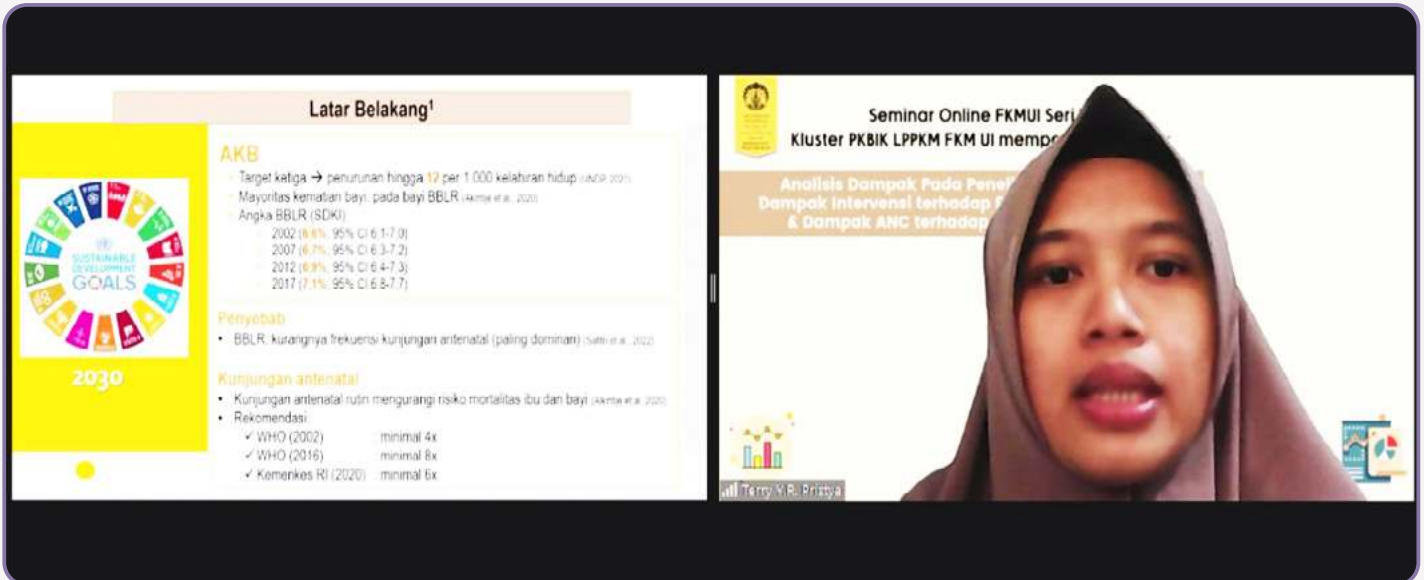 Latar Belakang¹
AKB
Target ketiga → penurunan hingga 12 per 1.000 kelahiran hidup
Mayoritas kematian bayi, pada bayi BBLR (Akintije et al., 2020)
Angka BBLR (SDKI)
2002 (6.6%; 95% CI 6.1-7.0)
2007 (6.7%; 95% CI 6.3-7.2)
2012 (6.9%; 95% CI 6.4-7.3)
2017 (7.1%; 95% CI 6.8-7.7)
SUSTAINABLE
DEVELOPMENT
GOALS
2030
Penyebab
• BBLR: kurangnya frekuensi kunjungan antenatal (paling dominan)
Kunjungan antenatal
• Kunjungan antenatal rutin mengurangi risiko mortalitas ibu dan bayi
• Rekomendasi:
✓ WHO (2002) : minimal 4x
✓ WHO (2016) : minimal 8x
✓ Kemenkes RI (2020) : minimal 6x
Seminar Online FKMUI Seri
Kluster PKBIK LPPKM FKM UI
Analisis Dampak Pada
Dampak Intervensi terhadap
& Dampak ANC terhadap
Terry Y.R. Pristya